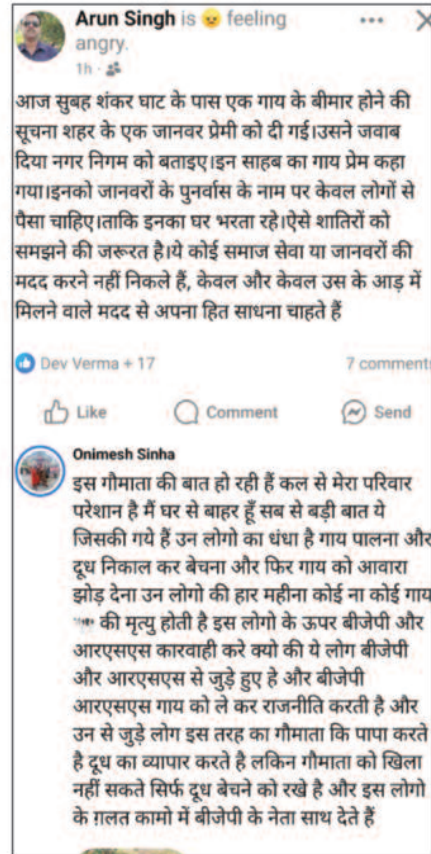 Arun Singh is 😠 feeling
angry.
1h
आज सुबह शंकर घाट के पास एक गाय के बीमार होने की
सूचना शहर के एक जानवर प्रेमी को दी गई।उसने जवाब
दिया नगर निगम को बताइए।इन साहब का गाय प्रेम कहा
गया।इनको जानवरों के पुनर्वास के नाम पर केवल लोगों से
पैसा चाहिए।ताकि इनका घर भरता रहे।ऐसे शातिरों को
समझने की जरूरत है।ये कोई समाज सेवा या जानवरों की
मदद करने नहीं निकले हैं, केवल और केवल उस के आड़ में
मिलने वाले मदद से अपना हित साधना चाहते हैं
Dev Verma + 17 7 comment
Like Comment Send
Onimesh Sinha
इस गौमाता की बात हो रही हैं कल से मेरा परिवार
परेशान है मैं घर से बाहर हूँ सब से बड़ी बात ये
जिसकी गये हैं उन लोगो का धंधा है गाय पालना और
दूध निकाल कर बेचना और फिर गाय को आवारा
झोड़ देना उन लोगो की हार महीना कोई ना कोई गाय
की मृत्यु होती है इस लोगो के ऊपर बीजेपी और
आरएसएस कारवाही करे क्यो की ये लोग बीजेपी
और आरएसएस से जुड़े हुए हे और बीजेपी
आरएसएस गाय को ले कर राजनीति करती है और
उन से जुड़े लोग इस तरह का गौमाता कि पापा करते
है दूध का व्यापार करते है लकिन गौमाता को खिला
नहीं सकते सिर्फ दूध बेचने को रखे है और इस लोगो
के ग़लत कामो में बीजेपी के नेता साथ देते हैं